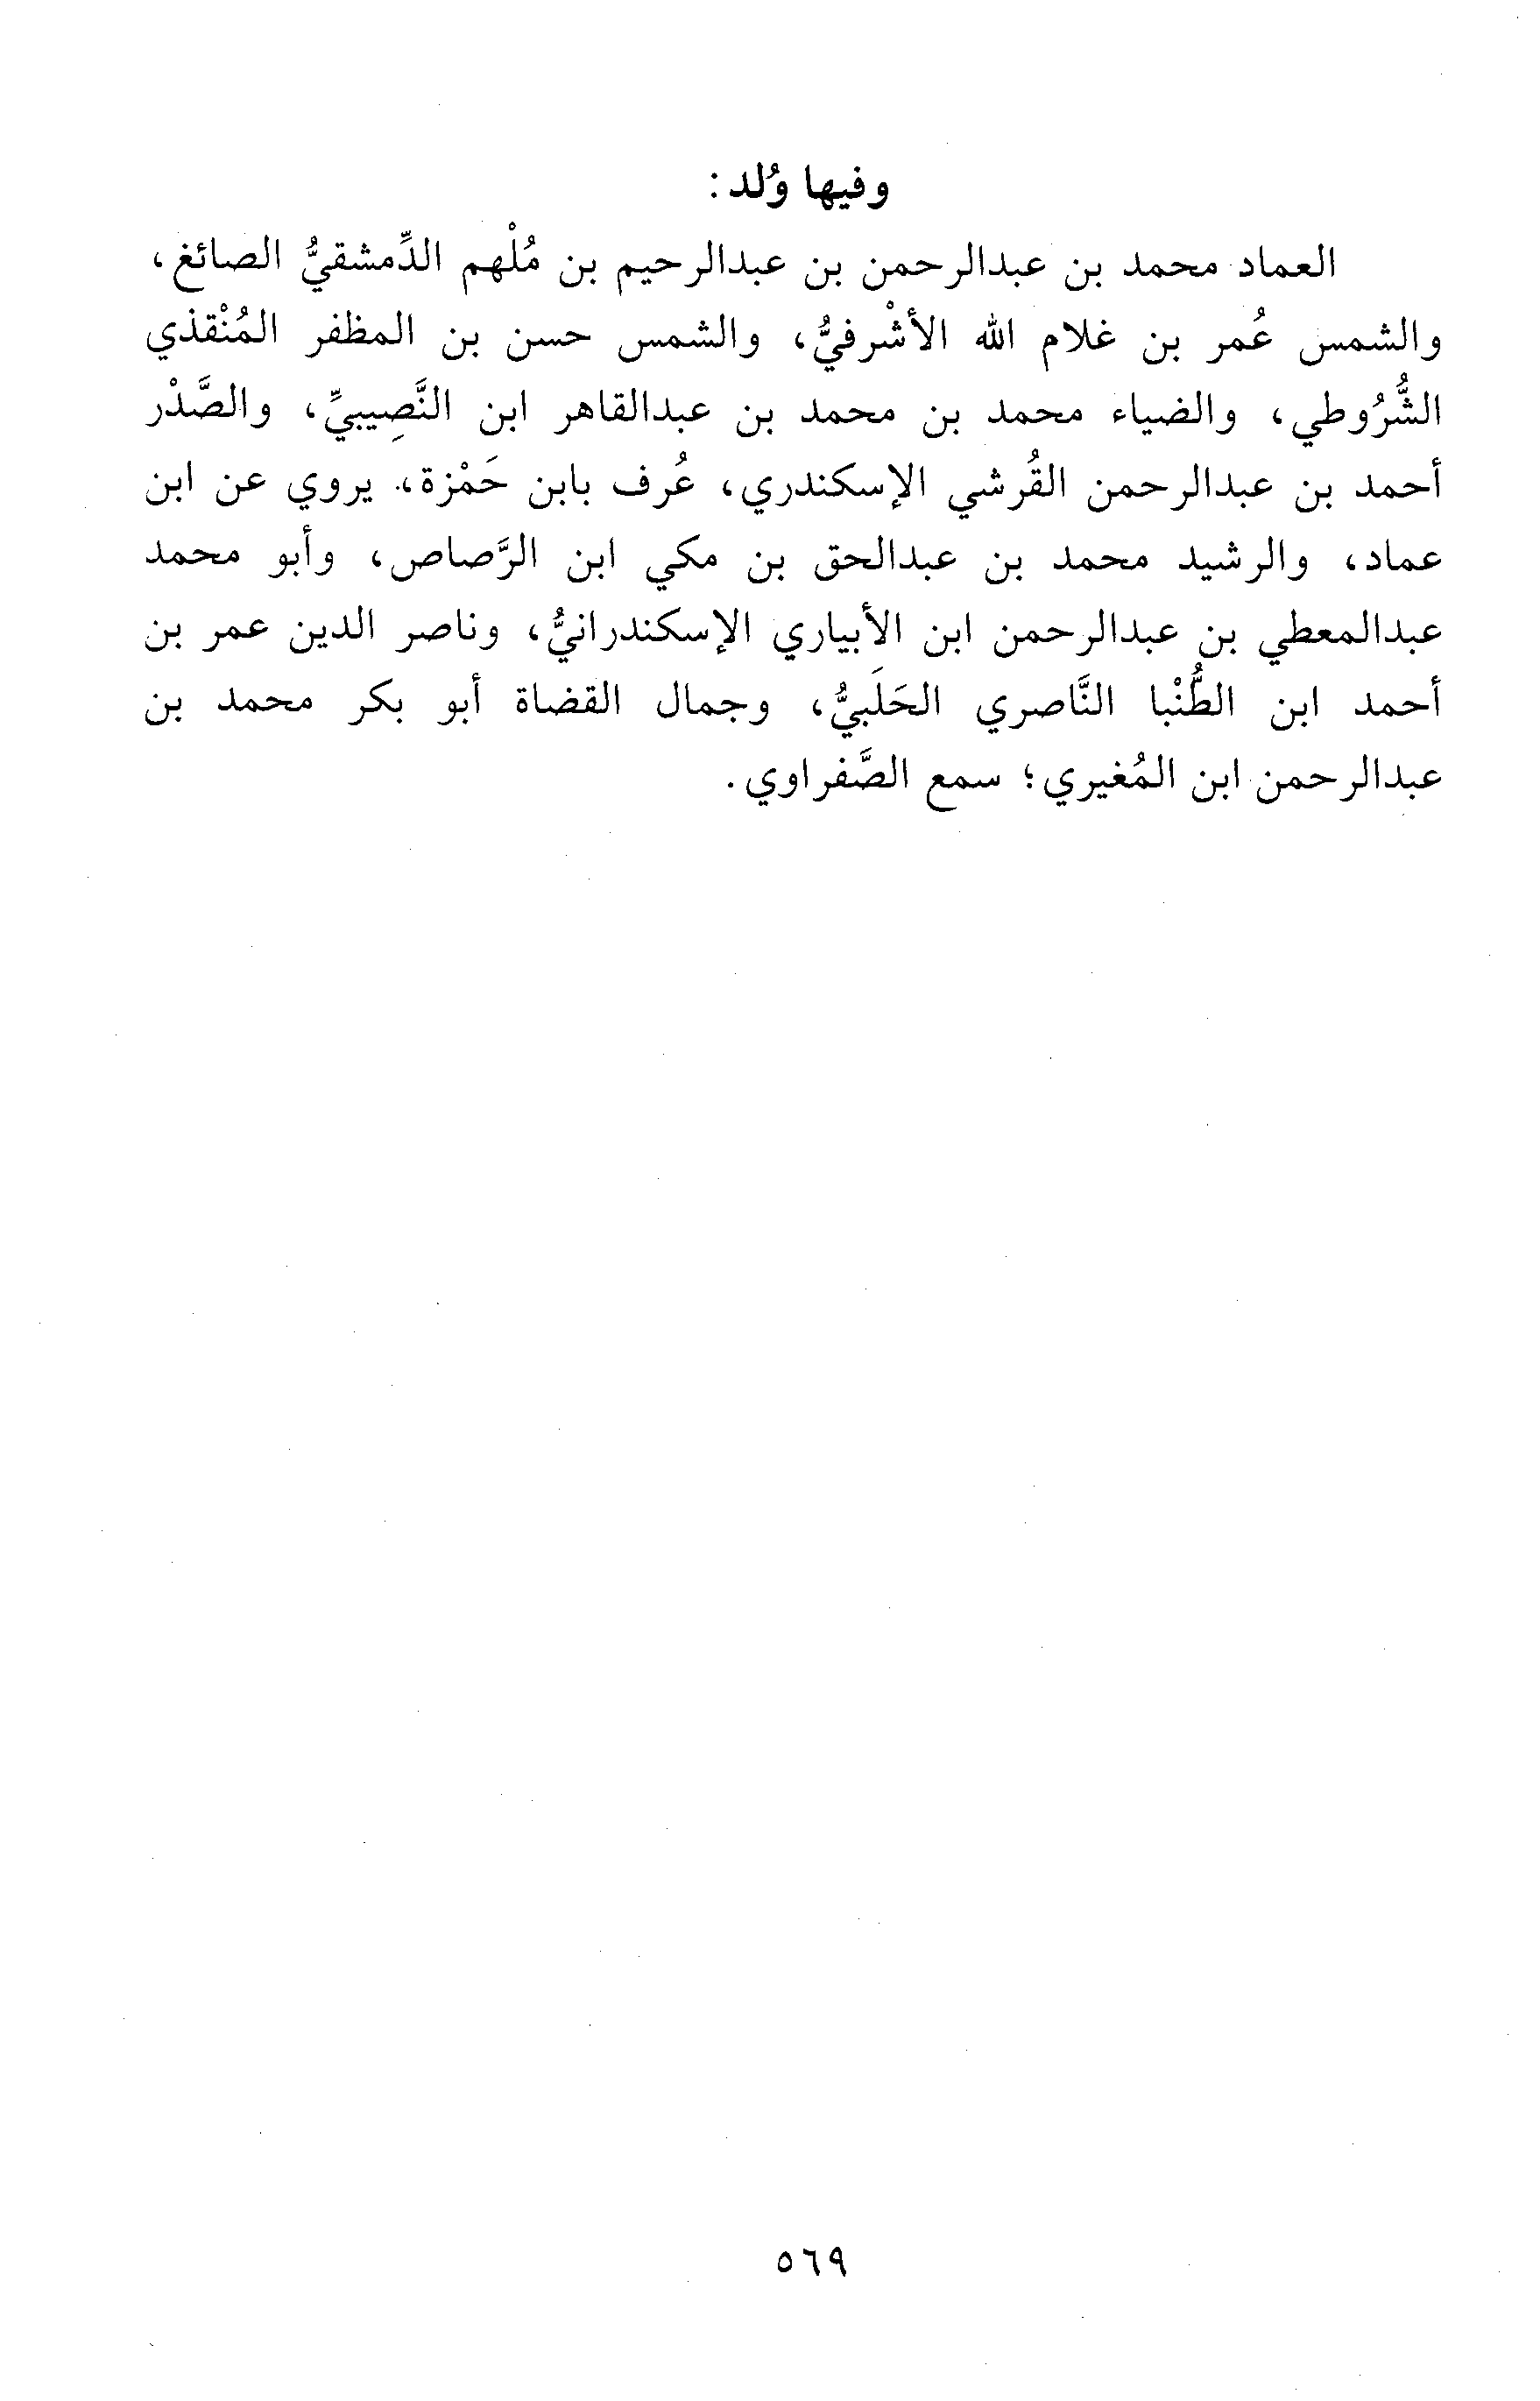 وفيها وُلد:
العماد محمد بن عبدالرحمن بن عبدالرحيم بن مُلْهم الدِّمشقيُّ الصائغ،
والشمس عُمر بن غلام الله الأشْرفيُّ، والشمس حسن بن المظفر المُنْقذي
الشُّرُوطي، والضياء محمد بن محمد بن عبدالقاهر ابن النَّصِيبيِّ، والصَّدْر
أحمد بن عبدالرحمن القُرشي الإسكندري، عُرف بابن حَمْزة، يروي عن ابن
عماد، والرشيد محمد بن عبدالحق بن مكي ابن الرَّصاص، وأبو محمد
عبدالمعطي بن عبدالرحمن ابن الأبياري الإسكندرانيُّ، وناصر الدين عمر بن
أحمد ابن الطُّنْبا النَّاصري الحَلَبيُّ، وجمال القضاة أبو بكر محمد بن
عبدالرحمن ابن المُغيري؛ سمع الصَّفراوي.
٥٦٩